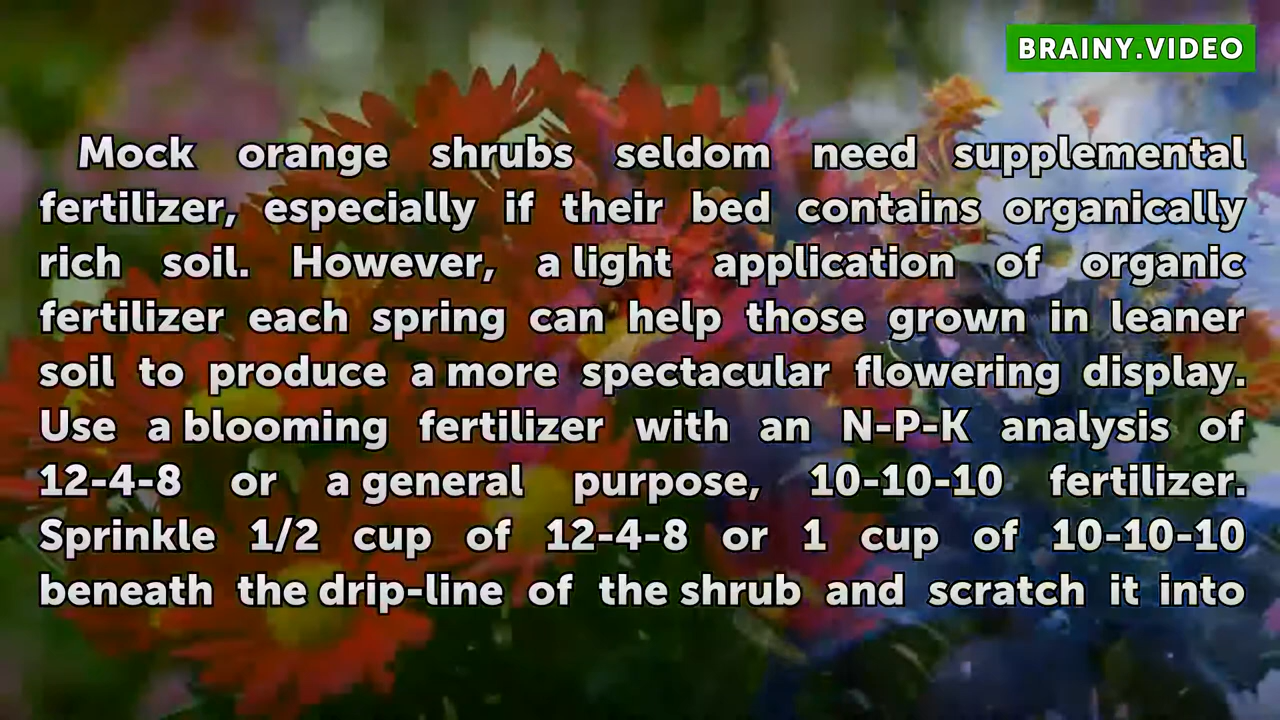 BRAINY.VIDEO
Mock orange shrubs seldom need supplemental
fertilizer, especially if their bed contains organically
rich soil. However, a light application of organic
fertilizer each spring can help those grown in leaner
soil to produce a more spectacular flowering display.
Use a blooming fertilizer with an N-P-K analysis of
12-4-8 or a general purpose, 10-10-10 fertilizer.
Sprinkle 1/2 cup of 12-4-8 or 1 cup of 10-10-10
beneath the drip-line of the shrub and scratch it into